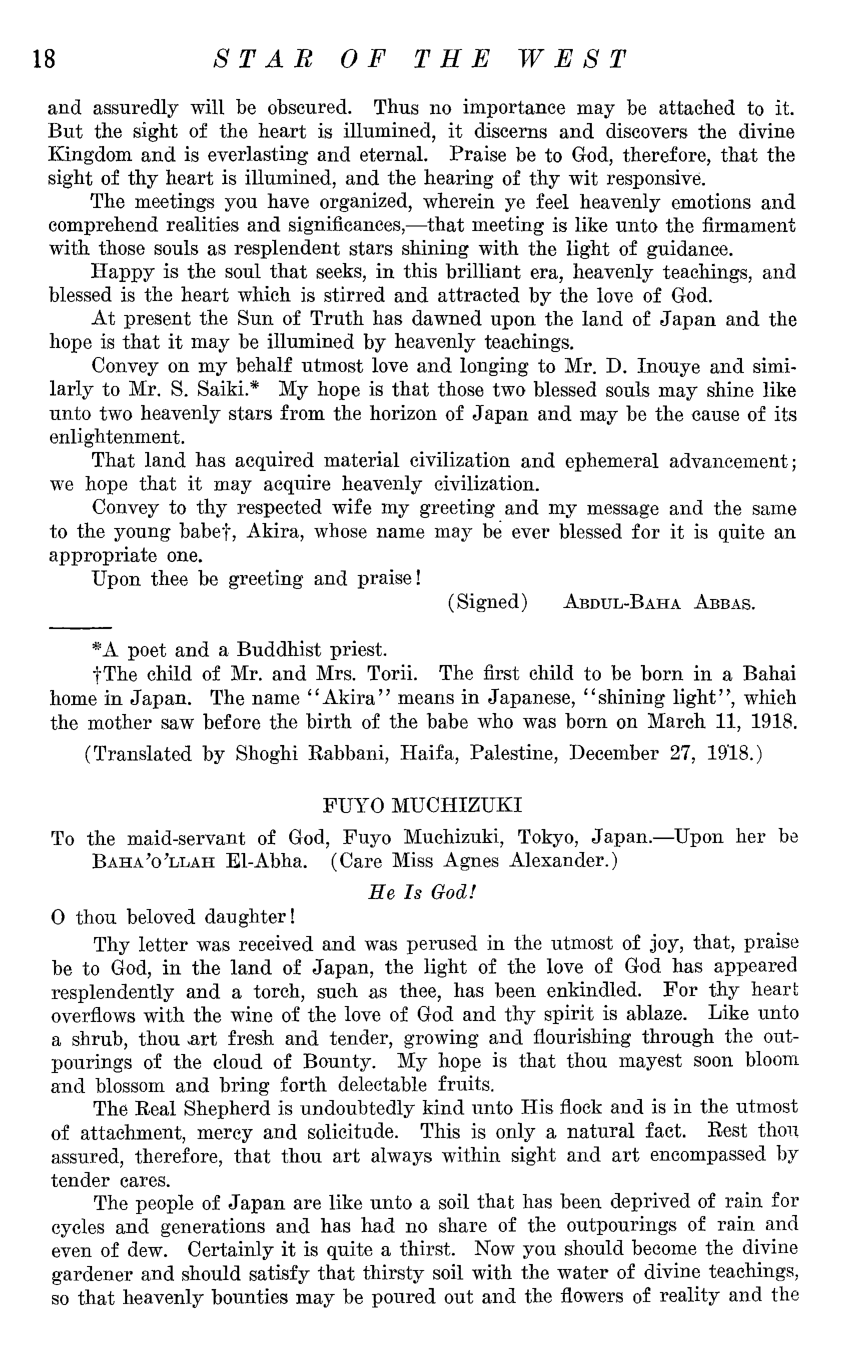 18 STAR OF THE WEST
and assuredly will be obscured. Thus no importance may be attached to it.
But the sight of the heart is illumined, it discerns and discovers the divine
Kingdom and is everlasting and eternal. Praise be to God, therefore, that the
sight of thy heart is illumined, and the hearing of thy wit responsive.
The meetings you have organized, wherein ye feel heavenly emotions and
comprehend realities and significances,—that meeting is like unto the firmament
with those souls as resplendent stars shining with the light of guidance.
Happy is the soul that seeks, in this brilliant era, heavenly teachings, and
blessed is the heart which is stirred and attracted by the love of God.
At present the Sun of Truth has dawned upon the land of Japan and the
hope is that it may be illumined by heavenly teachings.
Convey on my behalf utmost love and longing to Mr. D. Inouye and simi-
larly to Mr. S. Saiki.* My hope is that those two blessed souls may shine like
unto two heavenly stars from the horizon of Japan and may be the cause of its
enlightenment.
That land has acquired material civilization and ephemeral advancement;
we hope that it may acquire heavenly civilization.
Convey to thy respected wife my greeting and my message and the same
to the young babe†, Akira, whose name may be ever blessed for it is quite an
appropriate one.
Upon thee be greeting and praise!
(Signed) ABDUL-BAHA ABBAS.
*A poet and a Buddhist priest.
†The child of Mr. and Mrs. Torii. The first child to be born in a Bahai
home in Japan. The name "Akira" means in Japanese, "shining light", which
the mother saw before the birth of the babe who was born on March 11, 1918.
(Translated by Shoghi Rabbani, Haifa, Palestine, December 27, 1918.)
FUYO MUCHIZUKI
To the maid-servant of God, Fuyo Muchizuki, Tokyo, Japan.—Upon her be
BAHA'O'LLAH El-Abha. (Care Miss Agnes Alexander.)
He Is God!
O thou beloved daughter!
Thy letter was received and was perused in the utmost of joy, that, praise
be to God, in the land of Japan, the light of the love of God has appeared
resplendently and a torch, such as thee, has been enkindled. For thy heart
overflows with the wine of the love of God and thy spirit is ablaze. Like unto
a shrub, thou art fresh and tender, growing and flourishing through the out-
pourings of the cloud of Bounty. My hope is that thou mayest soon bloom
and blossom and bring forth delectable fruits.
The Real Shepherd is undoubtedly kind unto His flock and is in the utmost
of attachment, mercy and solicitude. This is only a natural fact. Rest thou
assured, therefore, that thou art always within sight and art encompassed by
tender cares.
The people of Japan are like unto a soil that has been deprived of rain for
cycles and generations and has had no share of the outpourings of rain and
even of dew. Certainly it is quite a thirst. Now you should become the divine
gardener and should satisfy that thirsty soil with the water of divine teachings,
so that heavenly bounties may be poured out and the flowers of reality and the